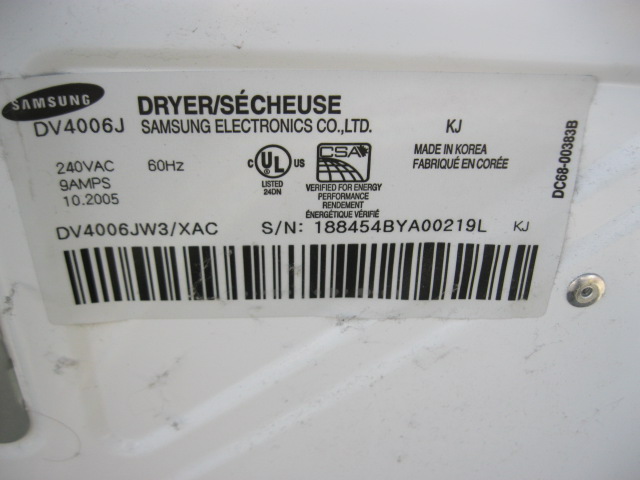 SAMSUNG
DRYER/SÉCHEUSE
DV4006J SAMSUNG ELECTRONICS CO.,LTD. KJ
240VAC 60Hz
9AMPS
10.2005
C UL US
LISTED
24DN
CSA
VERIFIED FOR ENERGY
PERFORMANCE
RENDEMENT
ÉNERGÉTIQUE VÉRIFIÉ
MADE IN KOREA
FABRIQUÉ EN CORÉE
DC68-00383B
DV4006JW3/XAC S/N: 188454BYA00219L KJ